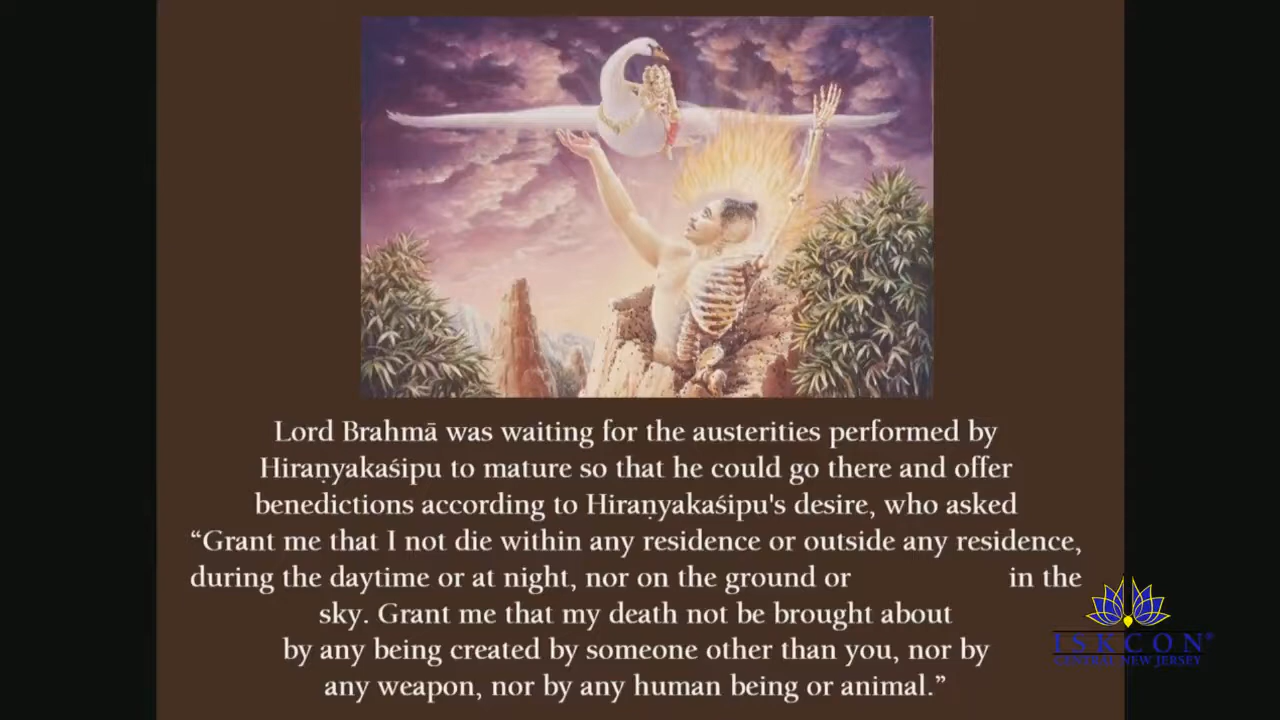 Lord Brahmā was waiting for the austerities performed by
Hiraṇyakaśipu to mature so that he could go there and offer
benedictions according to Hiraṇyakaśipu's desire, who asked
“Grant me that I not die within any residence or outside any residence,
during the daytime or at night, nor on the ground or in the
sky. Grant me that my death not be brought about
by any being created by someone other than you, nor by
any weapon, nor by any human being or animal.”
ISKCON®
CENTRAL NEW JERSEY